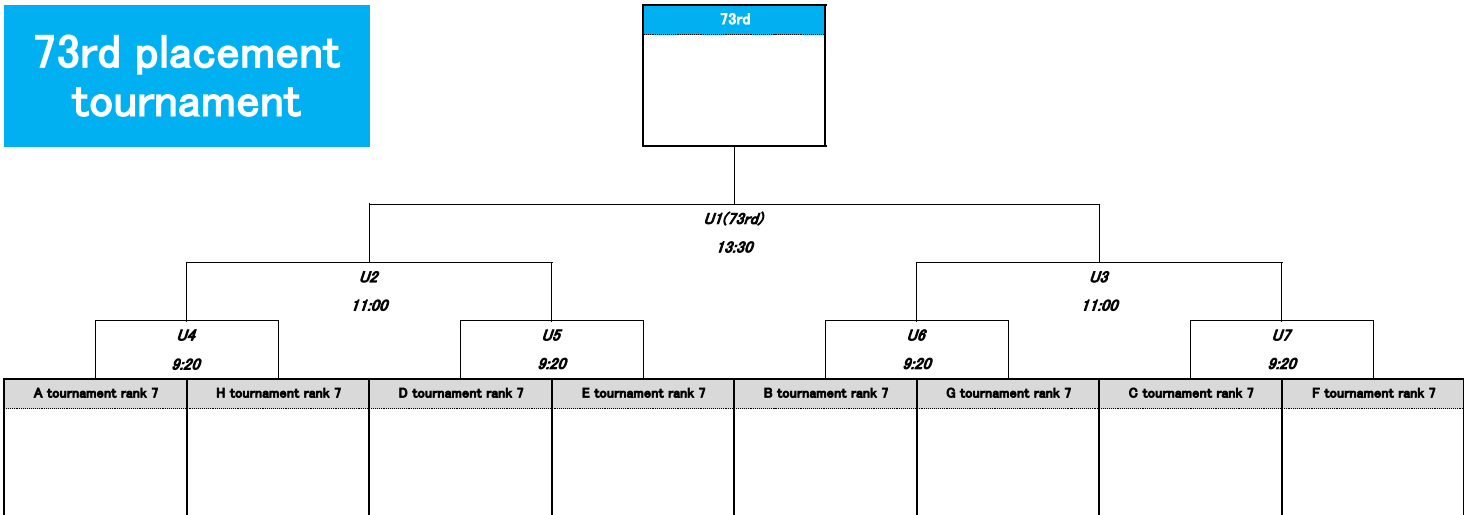 73rd placement
tournament
73rd
U1(73rd)
13:30
U2
U3
11:00
11:00
U4
U5
U6
U7
9:20
9:20
9:20
9:20
A tournament rank 7
H tournament rank 7
D tournament rank 7
E tournament rank 7
B tournament rank 7
G tournament rank 7
C tournament rank 7
F tournament rank 7